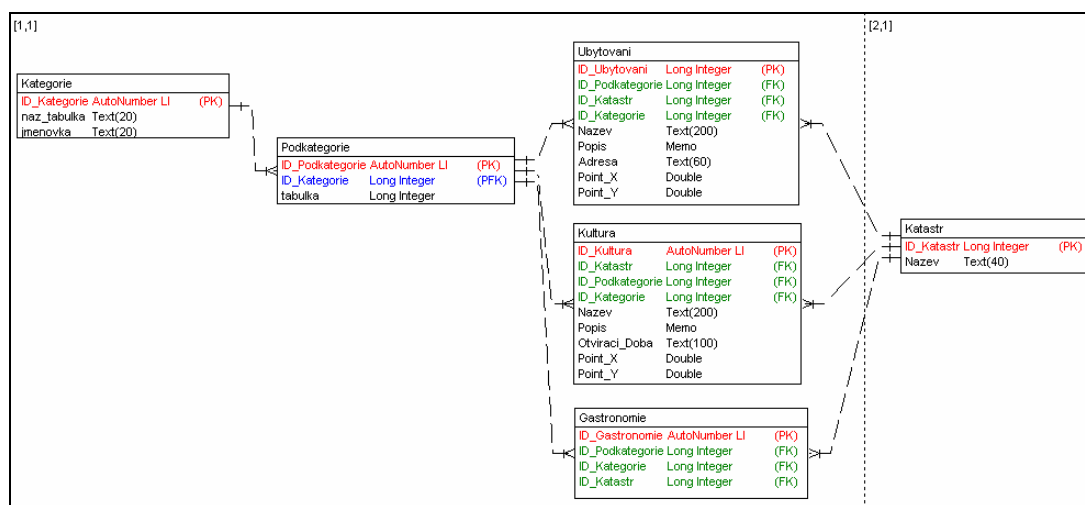 [1,1]
[2,1]
Kategorie
ID_Kategorie AutoNumber LI (PK)
naz_tabulka Text(20)
jmenovka Text(20)
Podkategorie
ID_Podkategorie AutoNumber LI (PK)
ID_Kategorie Long Integer (PFK)
tabulka Long Integer
Ubytovani
ID_Ubytovani Long Integer (PK)
ID_Podkategorie Long Integer (FK)
ID_Katastr Long Integer (FK)
ID_Kategorie Long Integer (FK)
Nazev Text(200)
Popis Memo
Adresa Text(60)
Point_X Double
Point_Y Double
Kultura
ID_Kultura AutoNumber LI (PK)
ID_Katastr Long Integer (FK)
ID_Podkategorie Long Integer (FK)
ID_Kategorie Long Integer (FK)
Nazev Text(200)
Popis Memo
Otviraci_Doba Text(100)
Point_X Double
Point_Y Double
Gastronomie
ID_Gastronomie AutoNumber LI (PK)
ID_Podkategorie Long Integer (FK)
ID_Kategorie Long Integer (FK)
ID_Katastr Long Integer (FK)
Katastr
ID_Katastr Long Integer (PK)
Nazev Text(40)